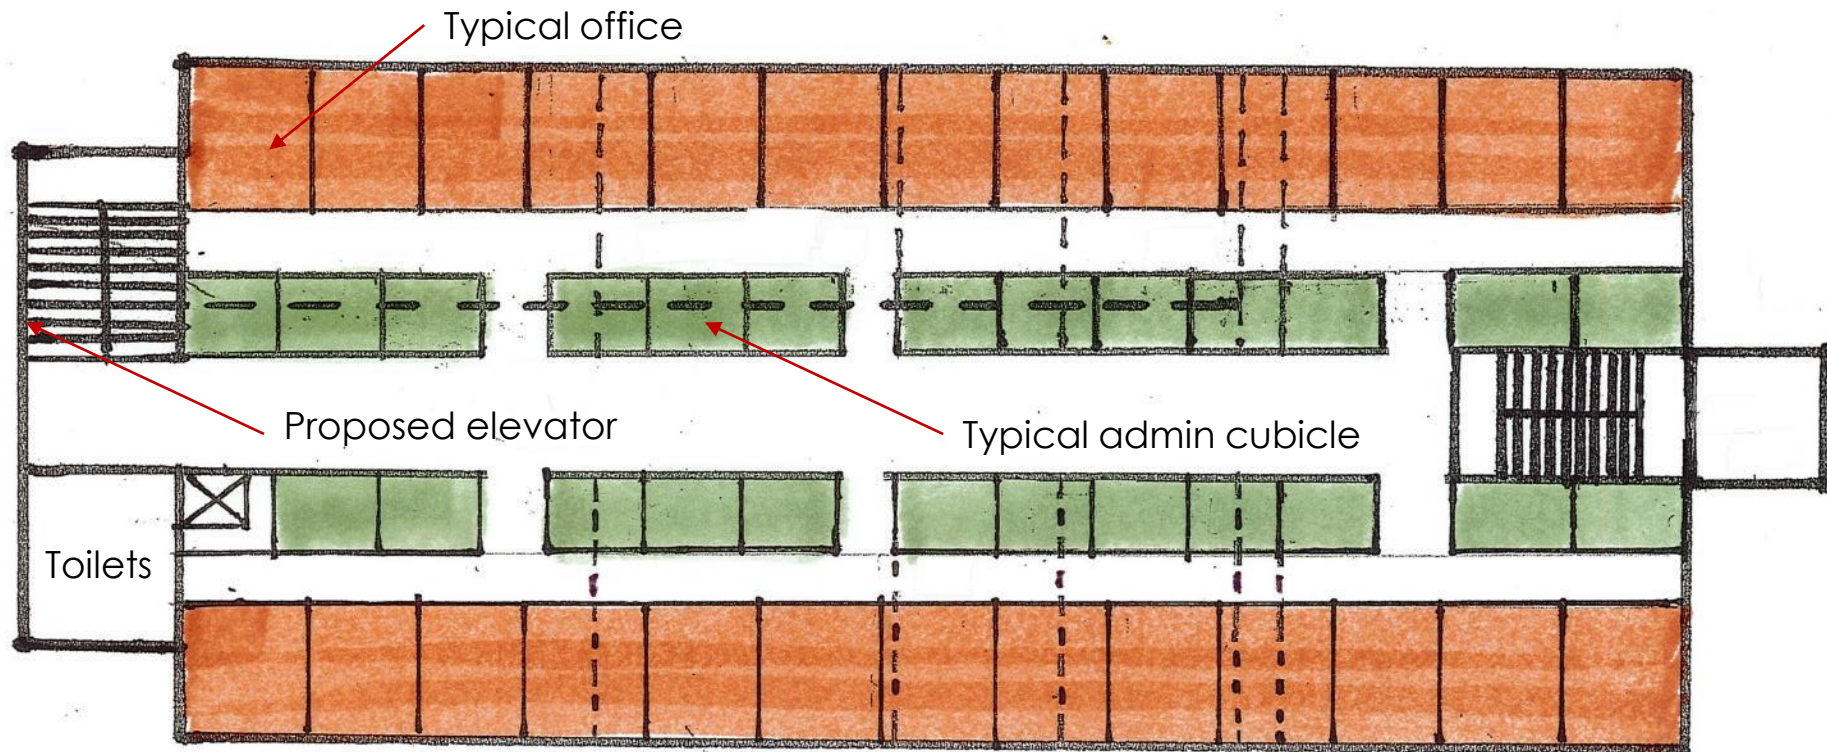 Typical office
Proposed elevator
Typical admin cubicle
Toilets